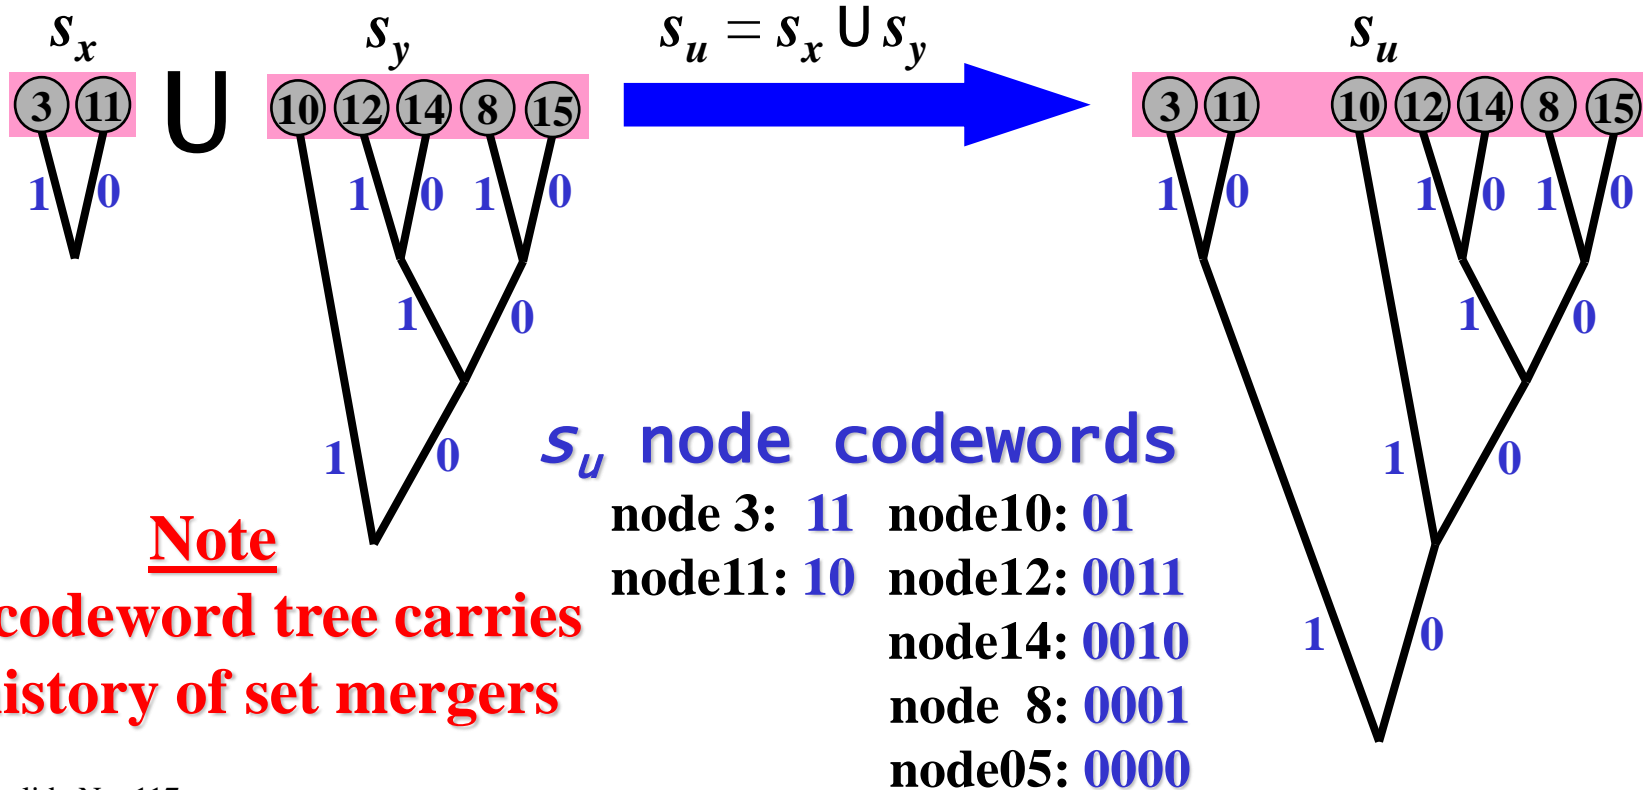 s_x s_y s_u = s_x ∪ s_y s_u
3 11 ∪ 10 12 14 8 15 3 11 10 12 14 8 15
1 0 1 0 1 0 1 0 1 0 1 0
1 0 1 0
1 0 1 0
s_u node codewords
node 3: 11 node10: 01
Note
node11: 10 node12: 0011
codeword tree carries
node14: 0010
1 0
history of set mergers
node 8: 0001
node05: 0000